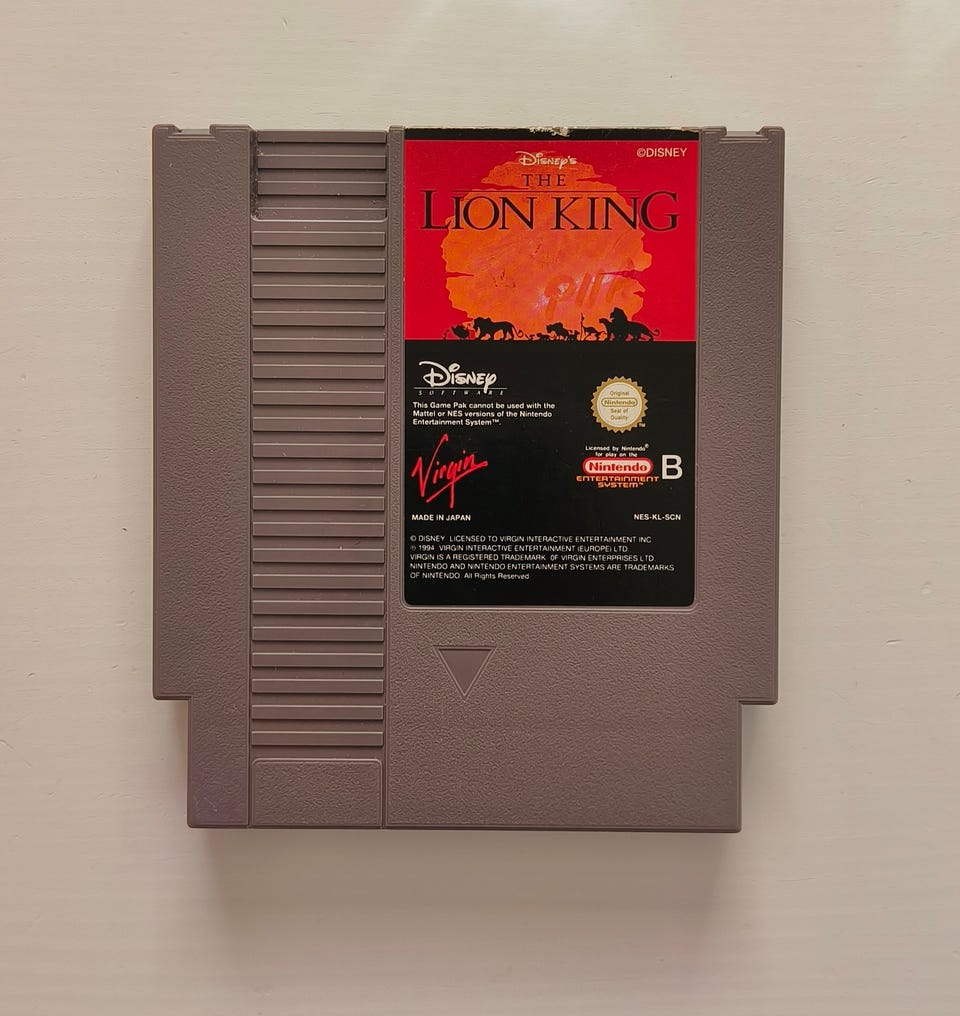 ©DISNEY
DISNEY'S
THE
LION KING
DISNEY
SOFTWARE
This Game Pak cannot be used with the
Mattel or NES versions of the Nintendo
Entertainment System™.
Original
Nintendo
Seal of
Quality
TM
Virgin
Licensed by Nintendo®
for play on the
Nintendo
ENTERTAINMENT
SYSTEM™
B
MADE IN JAPAN
NES-KL-SCN
© DISNEY LICENSED TO VIRGIN INTERACTIVE ENTERTAINMENT INC
℗ 1994 VIRGIN INTERACTIVE ENTERTAINMENT (EUROPE) LTD.
VIRGIN IS A REGISTERED TRADEMARK OF VIRGIN ENTERPRISES LTD
NINTENDO AND NINTENDO ENTERTAINMENT SYSTEMS ARE TRADEMARKS
OF NINTENDO All Rights Reserved